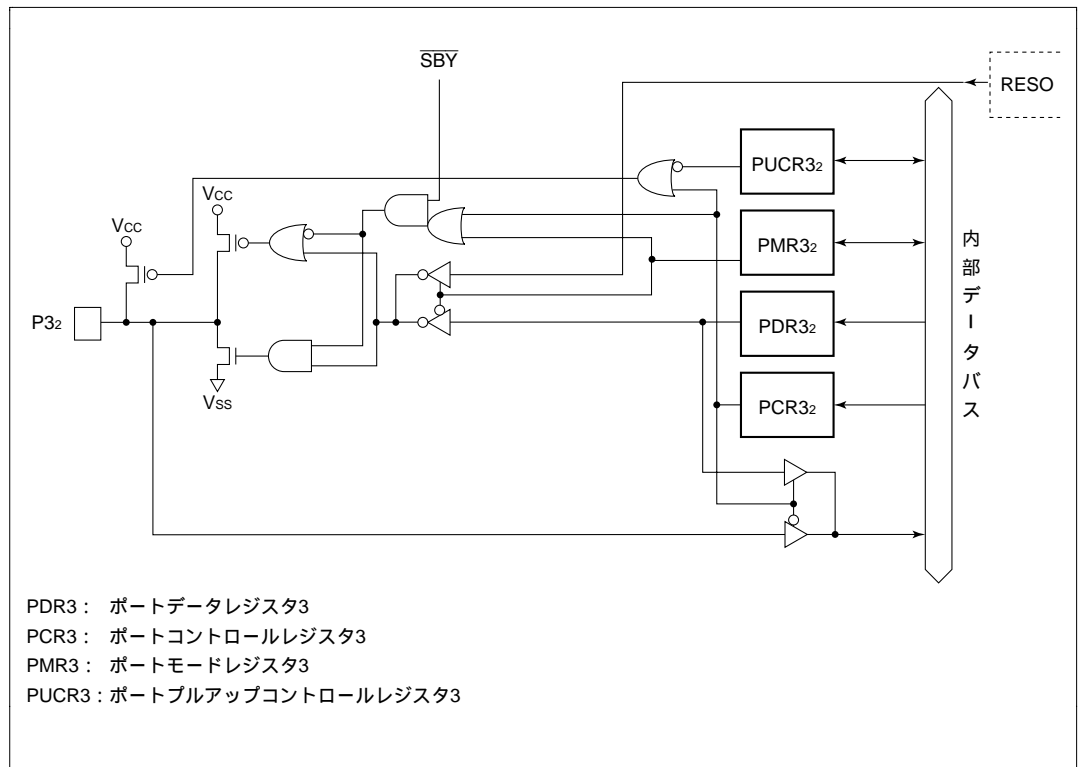 SBY
RESO
PUCR32
VCC
VCC
PMR32
内部データバス
PDR32
P32
VSS
PCR32
PDR3： ポートデータレジスタ3
PCR3： ポートコントロールレジスタ3
PMR3： ポートモードレジスタ3
PUCR3：ポートプルアップコントロールレジスタ3